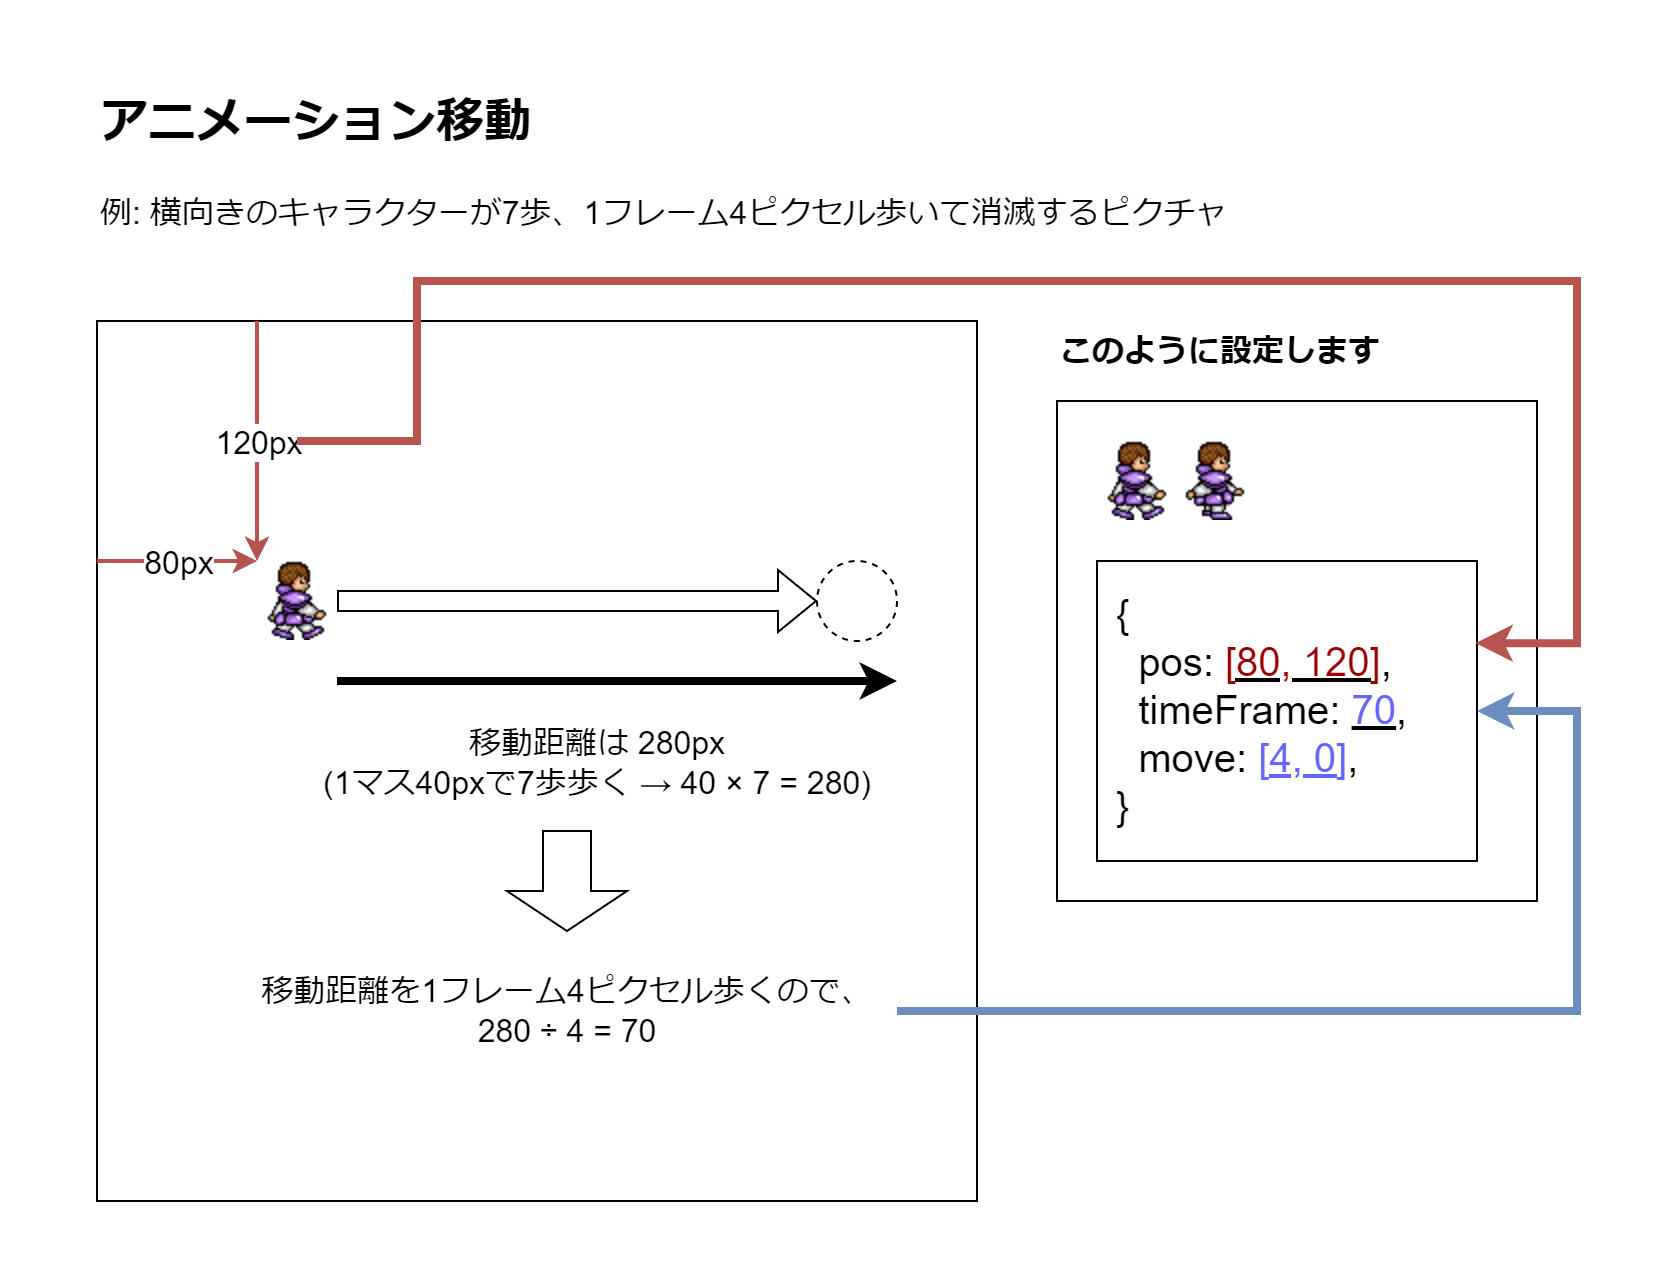 アニメーション移動
例: 横向きのキャラクターが7歩、1フレーム4ピクセル歩いて消滅するピクチャ
120px
80px
移動距離は 280px
(1マス40pxで7歩歩く → 40 × 7 = 280)
移動距離を1フレーム4ピクセル歩くので、
280 ÷ 4 = 70
このように設定します
{
pos: [80, 120],
timeFrame: 70,
move: [4, 0],
}